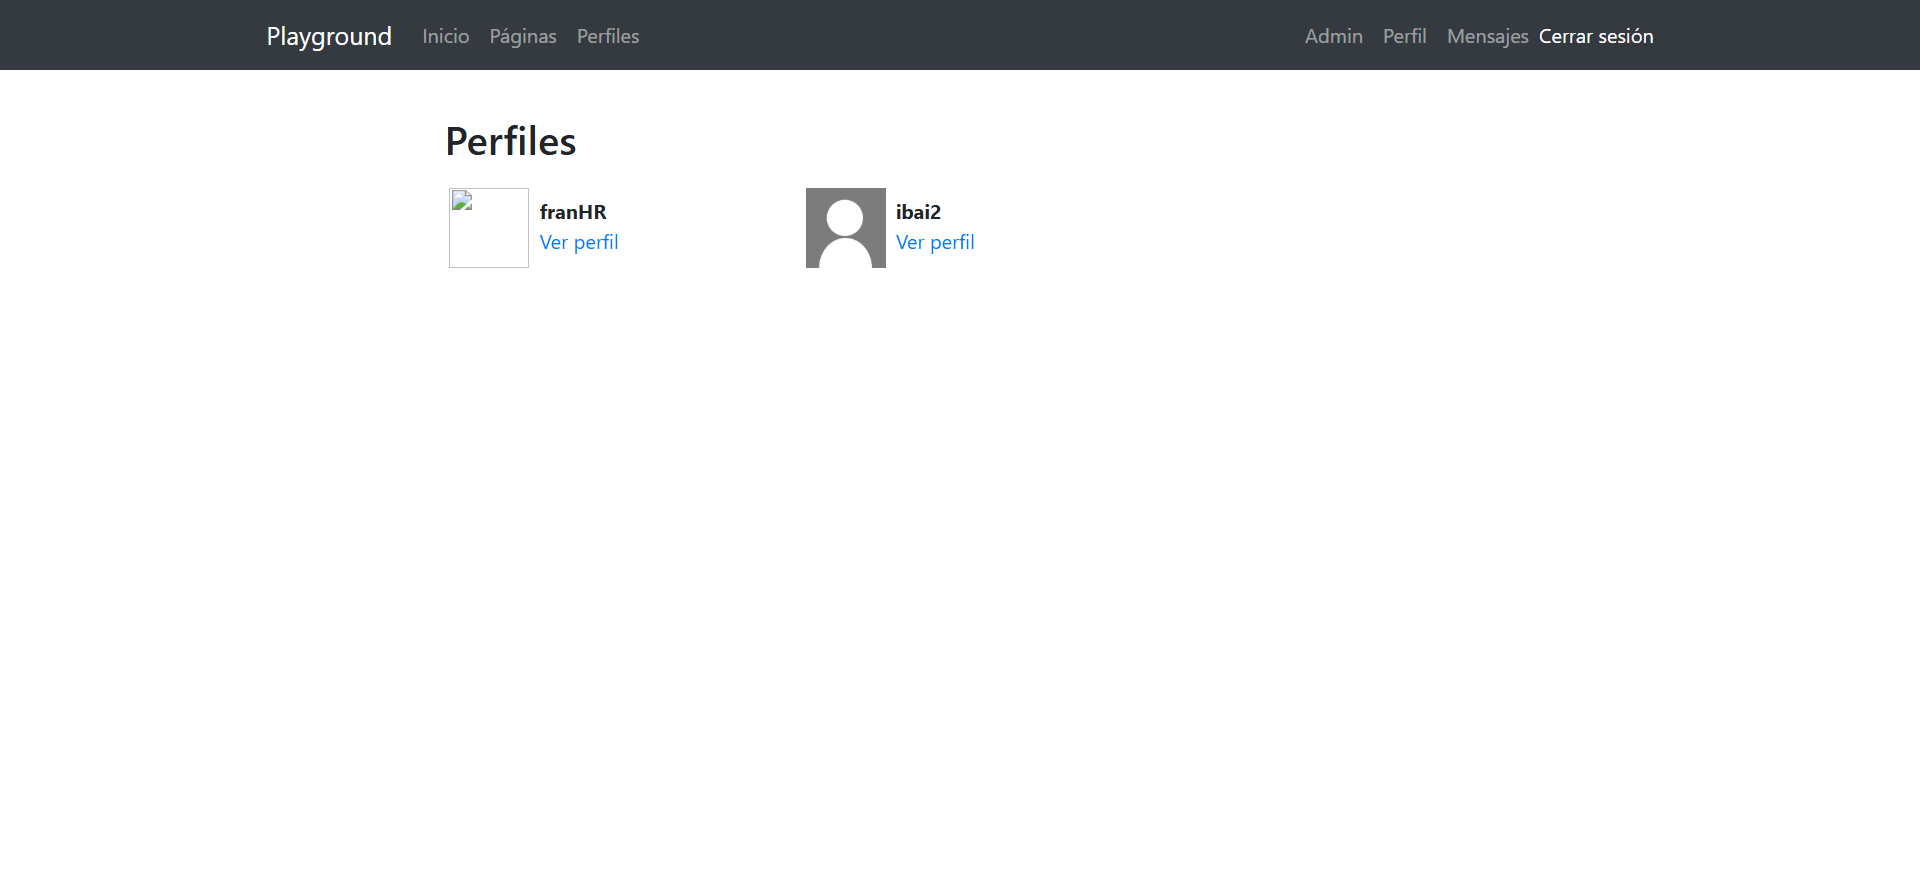 Playground Inicio Páginas Perfiles Admin Perfil Mensajes Cerrar sesión
Perfiles
franHR
Ver perfil
ibai2
Ver perfil